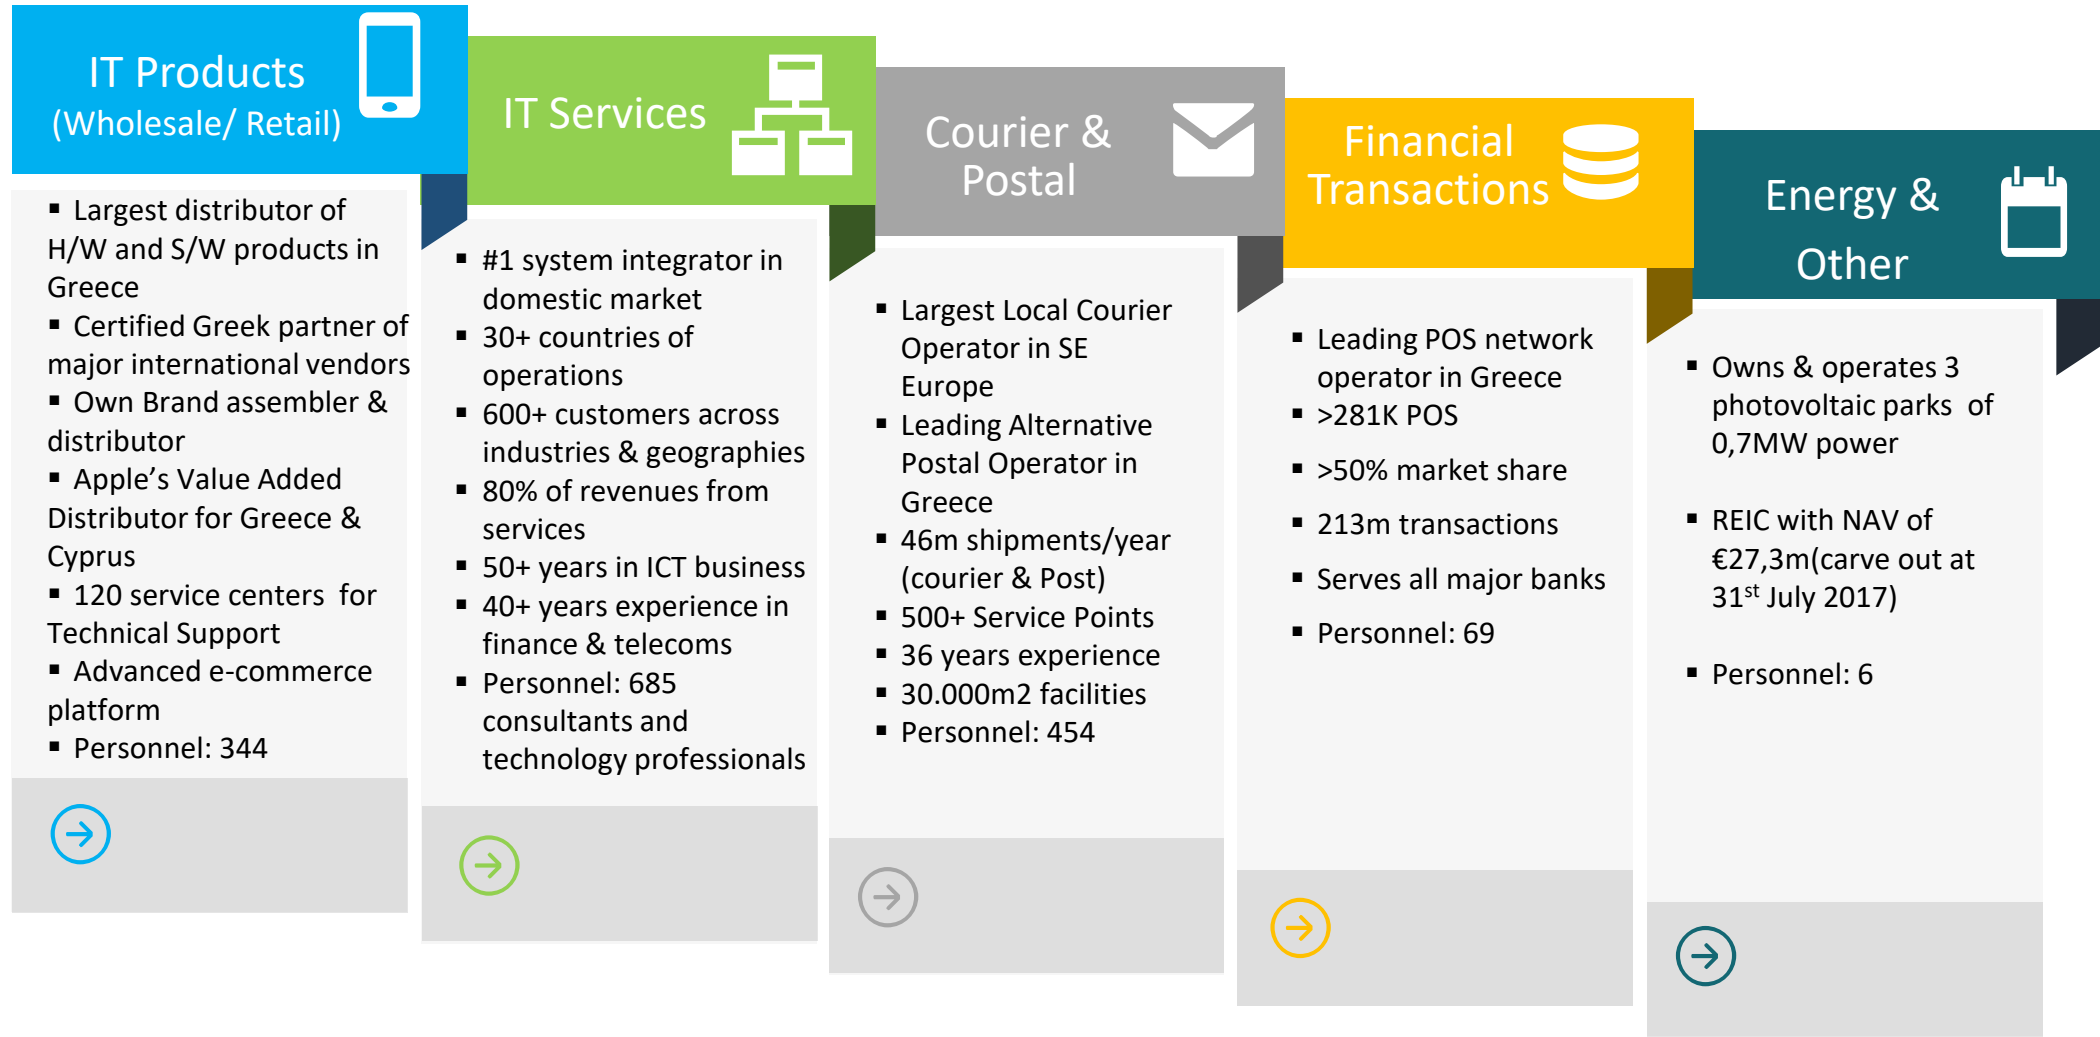 IT Products
(Wholesale/ Retail)
▪ Largest distributor of
H/W and S/W products in
Greece
▪ Certified Greek partner of
major international vendors
▪ Own Brand assembler &
distributor
▪ Apple’s Value Added
Distributor for Greece &
Cyprus
▪ 120 service centers  for
Technical Support
▪ Advanced e-commerce
platform
▪ Personnel: 344
IT Services
▪ #1 system integrator in
domestic market
▪ 30+ countries of
operations
▪ 600+ customers across
industries & geographies
▪ 80% of revenues from
services
▪ 50+ years in ICT business
▪ 40+ years experience in
finance & telecoms
▪ Personnel: 685
consultants and
technology professionals
Courier &
Postal
▪ Largest Local Courier
Operator in SE
Europe
▪ Leading Alternative
Postal Operator in
Greece
▪ 46m shipments/year
(courier & Post)
▪ 500+ Service Points
▪ 36 years experience
▪ 30.000m2 facilities
▪ Personnel: 454
Financial
Transactions
▪ Leading POS network
operator in Greece
▪ >281K POS
▪ >50% market share
▪ 213m transactions
▪ Serves all major banks
▪ Personnel: 69
Energy &
Other
▪ Owns & operates 3
photovoltaic parks  of
0,7MW power
▪ REIC with NAV of
€27,3m(carve out at
31st July 2017)
▪ Personnel: 6